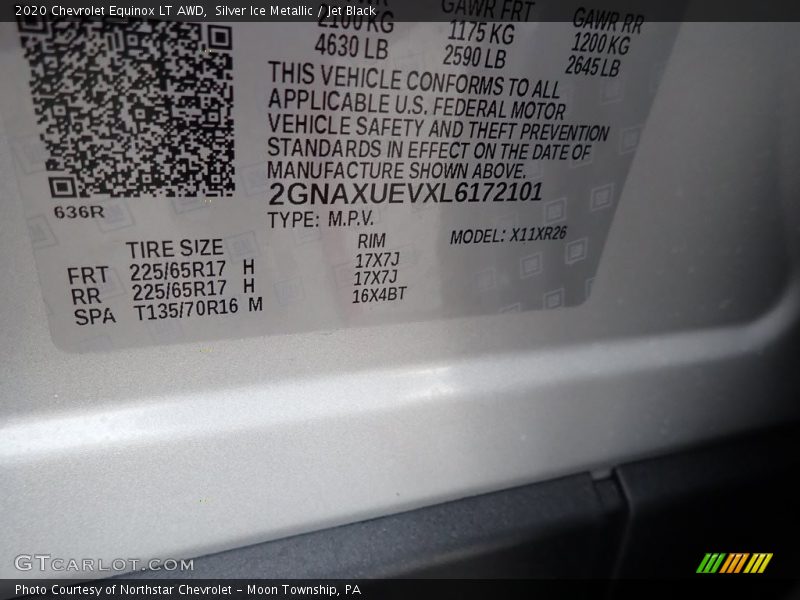 2020 Chevrolet Equinox LT AWD, Silver Ice Metallic / Jet Black
2100 KG GAWR FRT GAWR RR
4630 LB 1175 KG 1200 KG
2590 LB 2645 LB
THIS VEHICLE CONFORMS TO ALL
APPLICABLE U.S. FEDERAL MOTOR
VEHICLE SAFETY AND THEFT PREVENTION
STANDARDS IN EFFECT ON THE DATE OF
MANUFACTURE SHOWN ABOVE.
2GNAXUEVXL6172101
636R
TYPE: M.P.V. MODEL: X11XR26
TIRE SIZE RIM
FRT 225/65R17 H 17X7J
RR 225/65R17 H 17X7J
SPA T135/70R16 M 16X4BT
GTCARLOT.COM
Photo Courtesy of Northstar Chevrolet - Moon Township, PA